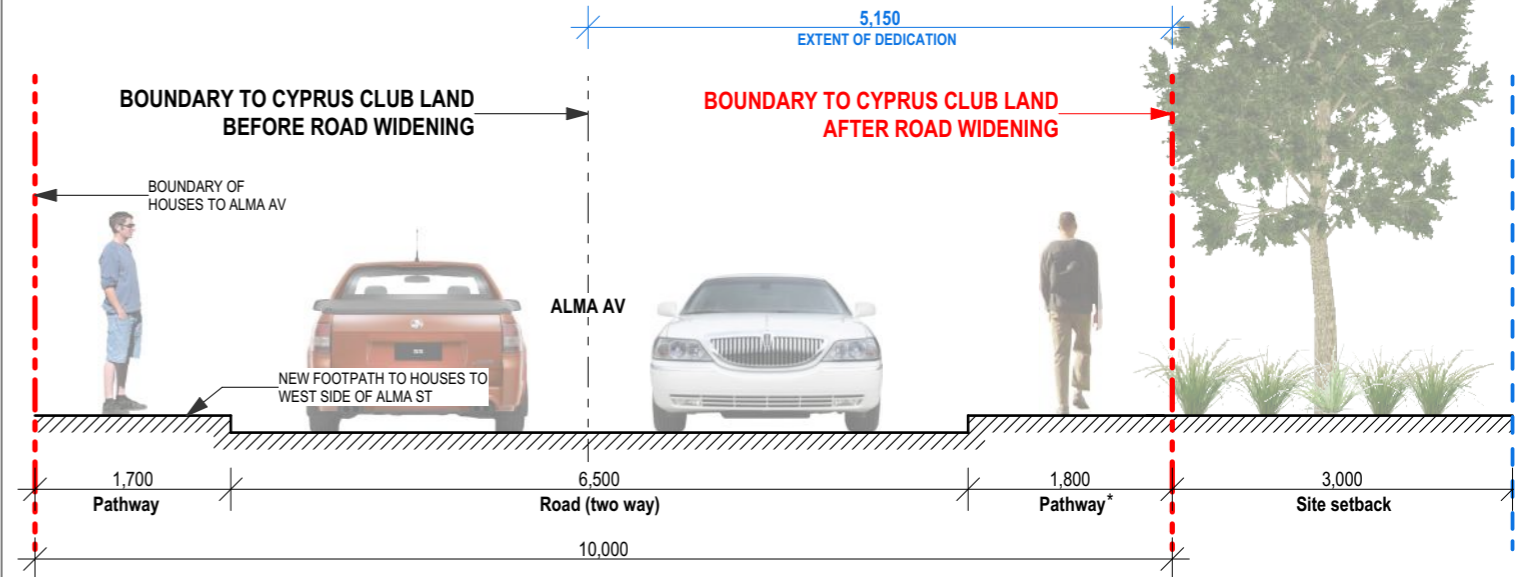 5,150
EXTENT OF DEDICATION
BOUNDARY TO CYPRUS CLUB LAND
BEFORE ROAD WIDENING
BOUNDARY TO CYPRUS CLUB LAND
AFTER ROAD WIDENING
BOUNDARY OF
HOUSES TO ALMA AV
ALMA AV
NEW FOOTPATH TO HOUSES TO
WEST SIDE OF ALMA ST
1,700
Pathway
6,500
Road (two way)
1,800
Pathway*
3,000
Site setback
10,000